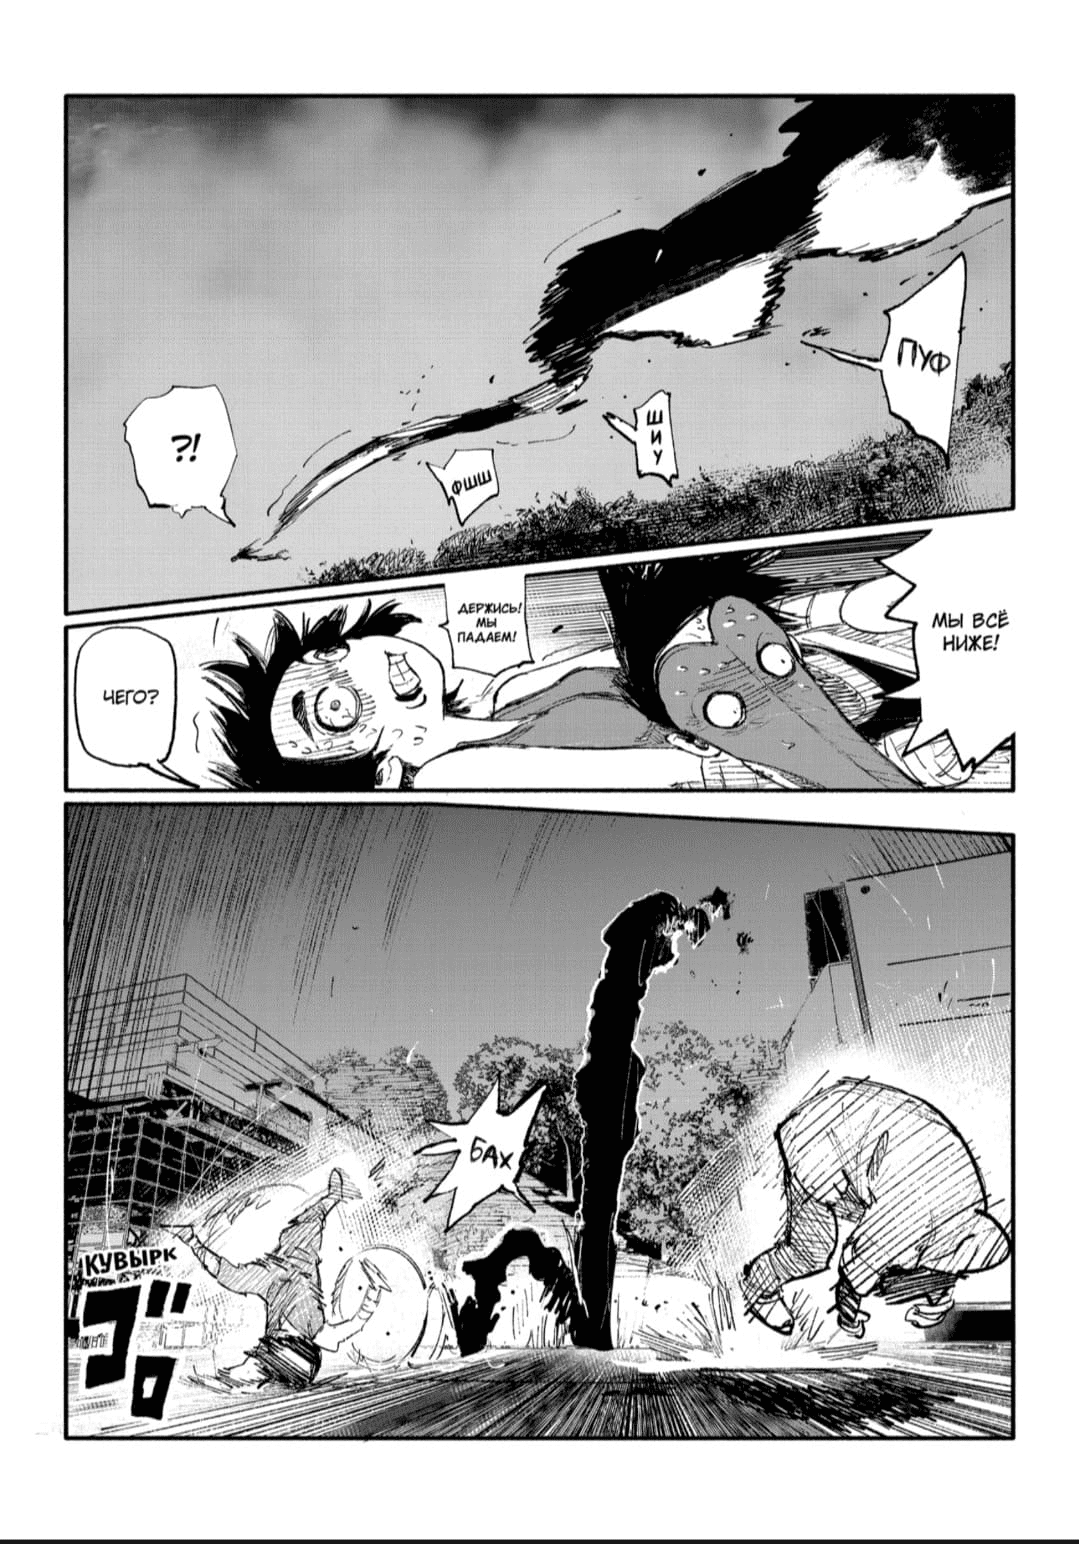 ПУФ
ШИУ
ФШШ
?!
МЫ ВСЁ
НИЖЕ!
ДЕРЖИСЬ!
МЫ
ПАДАЕМ!
ЧЕГО?
БАХ
КУВЫРК
ゴロ